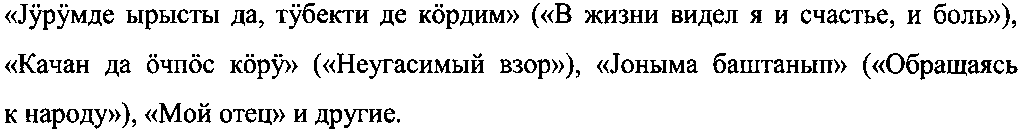 «Јӱрӱмде ырысты да, тӱбекти де кӧрдим» («В жизни видел я и счастье, и боль»),
«Качан да ӧчпӧс кӧрӱ» («Неугасимый взор»), «Јоныма баштанып» («Обращаясь
к народу»), «Мой отец» и другие.